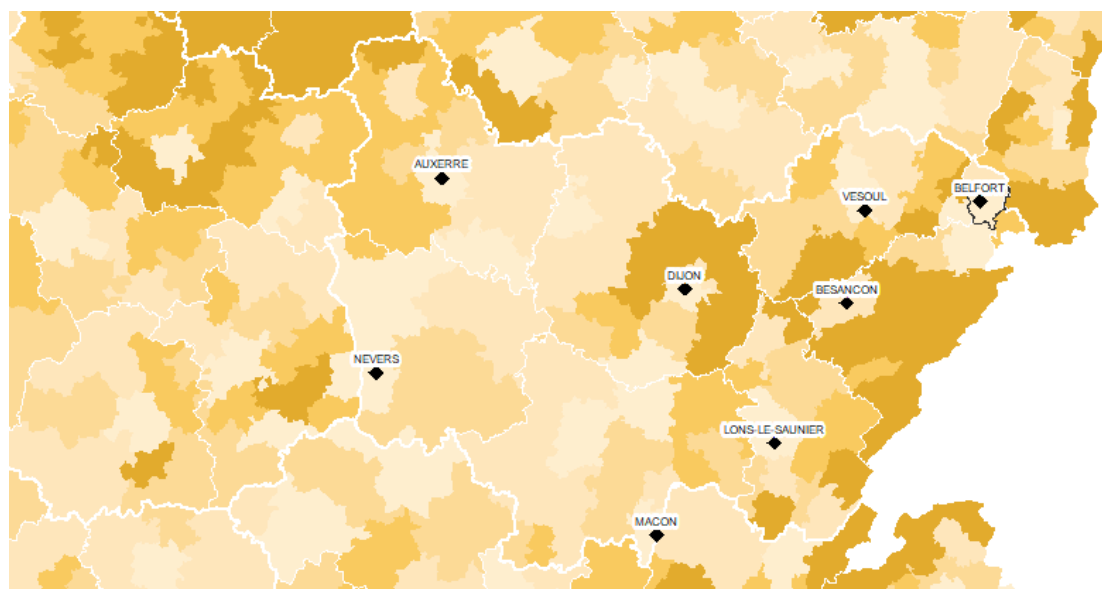 AUXERRE
BELFORT
VESOUL
DIJON
BESANCON
NEVERS
LONS-LE-SAUNIER
MACON